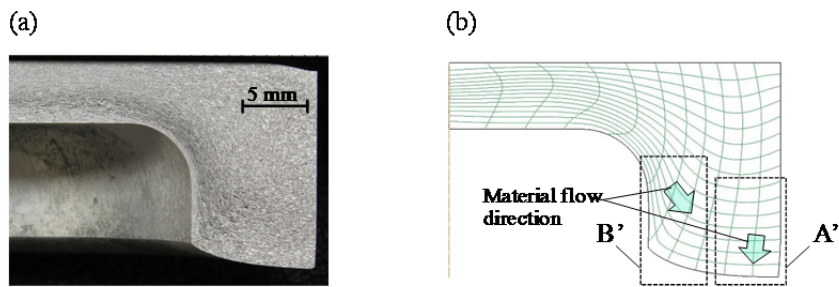 (a)
(b)
5 mm
Material flow
direction
B’
A’